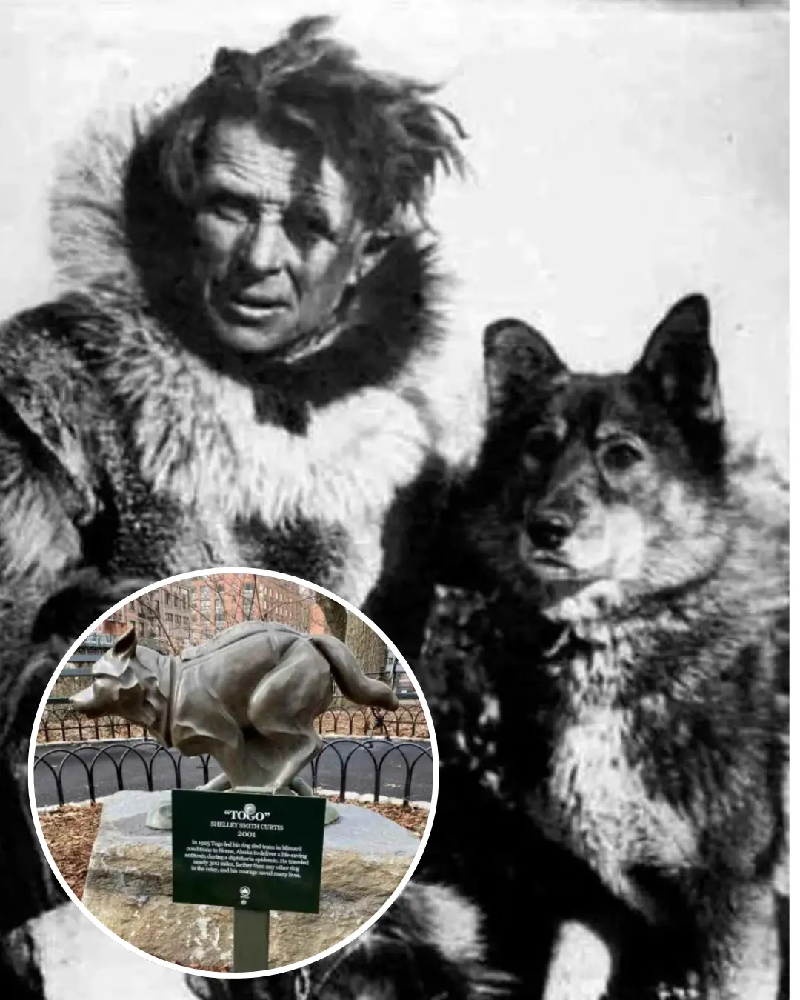 “TOGO”
SHELLEY SMITH CURTIS
2001
In 1925 Togo led his dog sled team in blizzard
conditions to Nome, Alaska to deliver a life-saving
antitoxin during a diphtheria epidemic. He traveled
nearly 300 miles, farther than any other dog
in the relay, and his courage saved many lives.